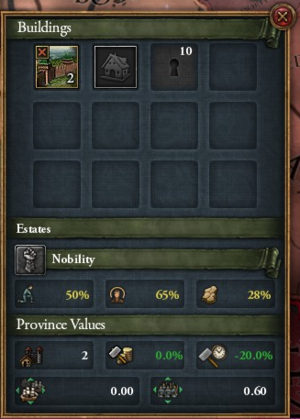 Buildings
2
10
Estates
Nobility
50% 65% 28%
Province Values
2 0.0% -20.0%
0.00 0.60